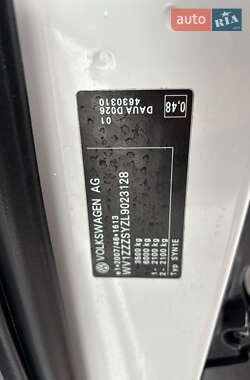 AUTO RIA
01
DAUA D026
4630310
0.48
VOLKSWAGEN AG
e1*2007/46*1613
WV1ZZZSYZL9023128
3500 kg
6000 kg
1 - 2100 kg
2 - 2100 kg
Typ SYN1E